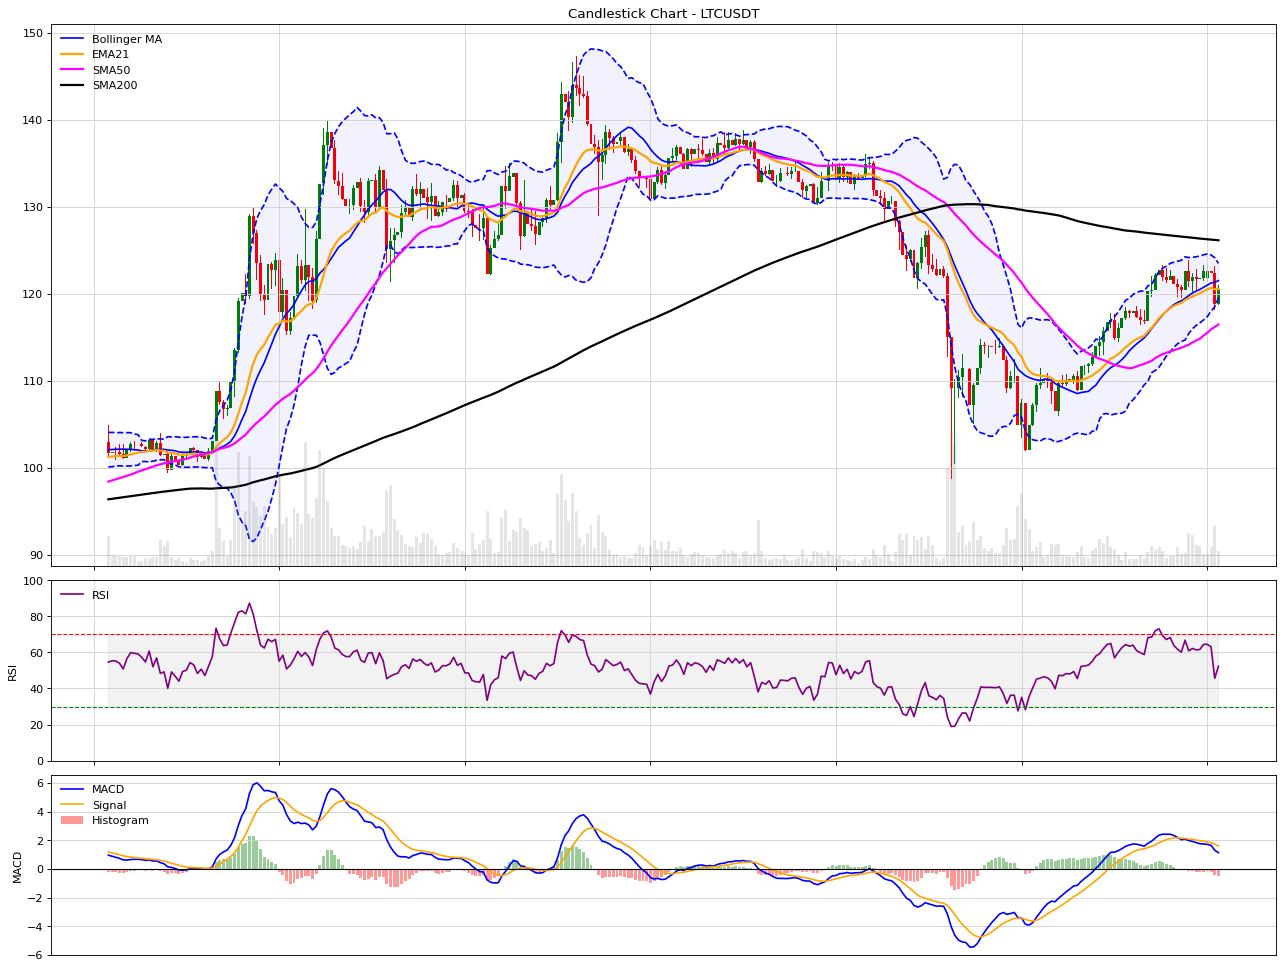 Candlestick Chart - LTCUSDT
150
140
130
120
110
100
90
Bollinger MA
EMA21
SMA50
SMA200
100
80
60
40
20
0
RSI
RSI
6
4
2
0
−2
−4
−6
MACD
MACD
Signal
Histogram